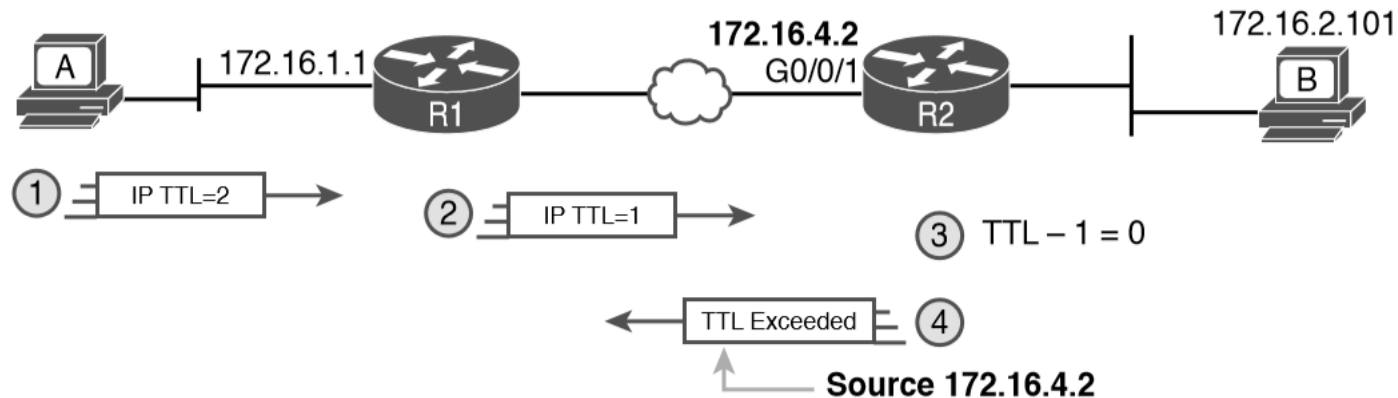 172.16.2.101
172.16.4.2
A
172.16.1.1
G0/0/1
B
R1
R2
1
IP TTL=2
2
IP TTL=1
3 TTL – 1 = 0
TTL Exceeded
4
Source 172.16.4.2